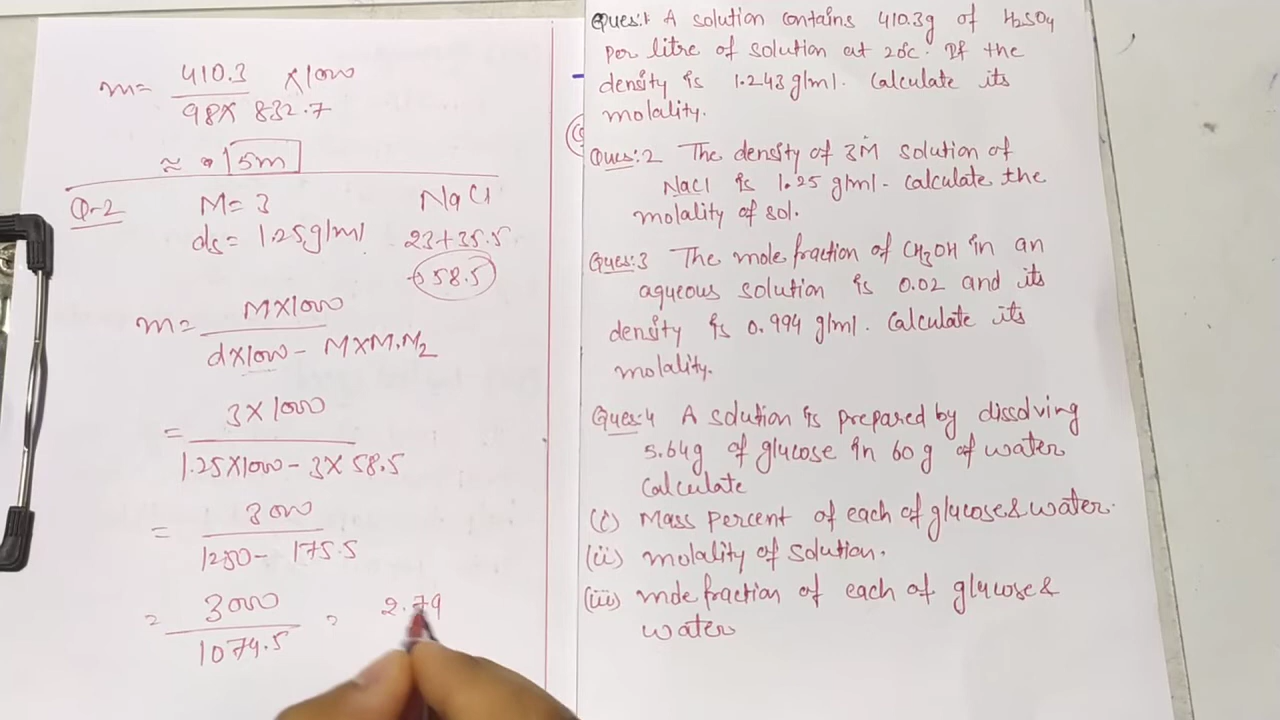 m= 410.3 × 1000
98× 832.7
≈ 5m
Q-2 M= 3 NaCl
ds= 1.25g/ml 23+35.5
→58.5
m= M×1000
d×1000- M×M.M2
= 3×1000
1.25×1000- 3×58.5
= 3000
1250- 175.5
= 3000 = 2.79
1074.5
Ques:1 A solution contains 410.3g of H2SO4
per litre of solution at 20°C. If the
density is 1.243g/ml. Calculate its
molality.
Ques:2 The density of 3M solution of
NaCl is 1.25 g/ml. Calculate the
molality of sol.
Ques:3 The mole fraction of CH3OH in an
aqueous solution is 0.02 and its
density is 0.994 g/ml. Calculate its
molality.
Ques:4 A solution is prepared by dissolving
5.64g of glucose in 60g of water
Calculate
(i) Mass percent of each of glucose & water.
(ii) molality of solution.
(iii) mole fraction of each of glucose &
water